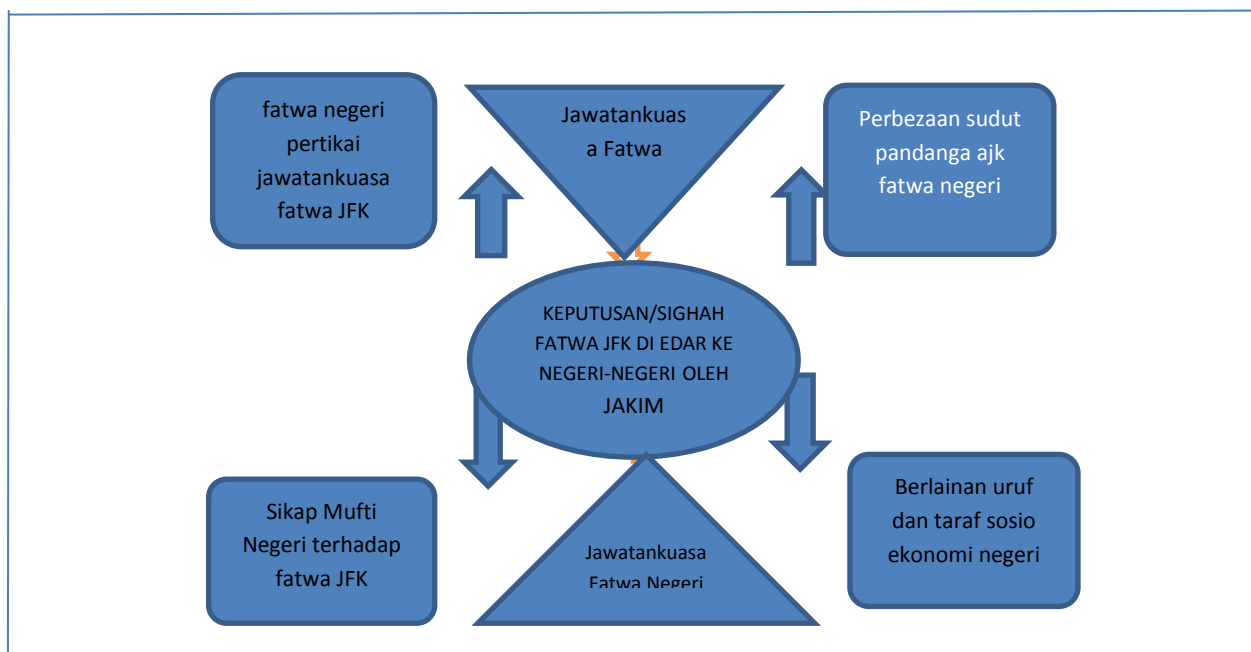 fatwa negeri
pertikai
jawatankuasa
fatwa JFK
Jawatankuas
a Fatwa
Perbezaan sudut
pandanga ajk
fatwa negeri
KEPUTUSAN/SIGHAH
FATWA JFK DI EDAR KE
NEGERI-NEGERI OLEH
JAKIM
Sikap Mufti
Negeri terhadap
fatwa JFK
Jawatankuasa
Fatwa Negeri
Berlainan uruf
dan taraf sosio
ekonomi negeri